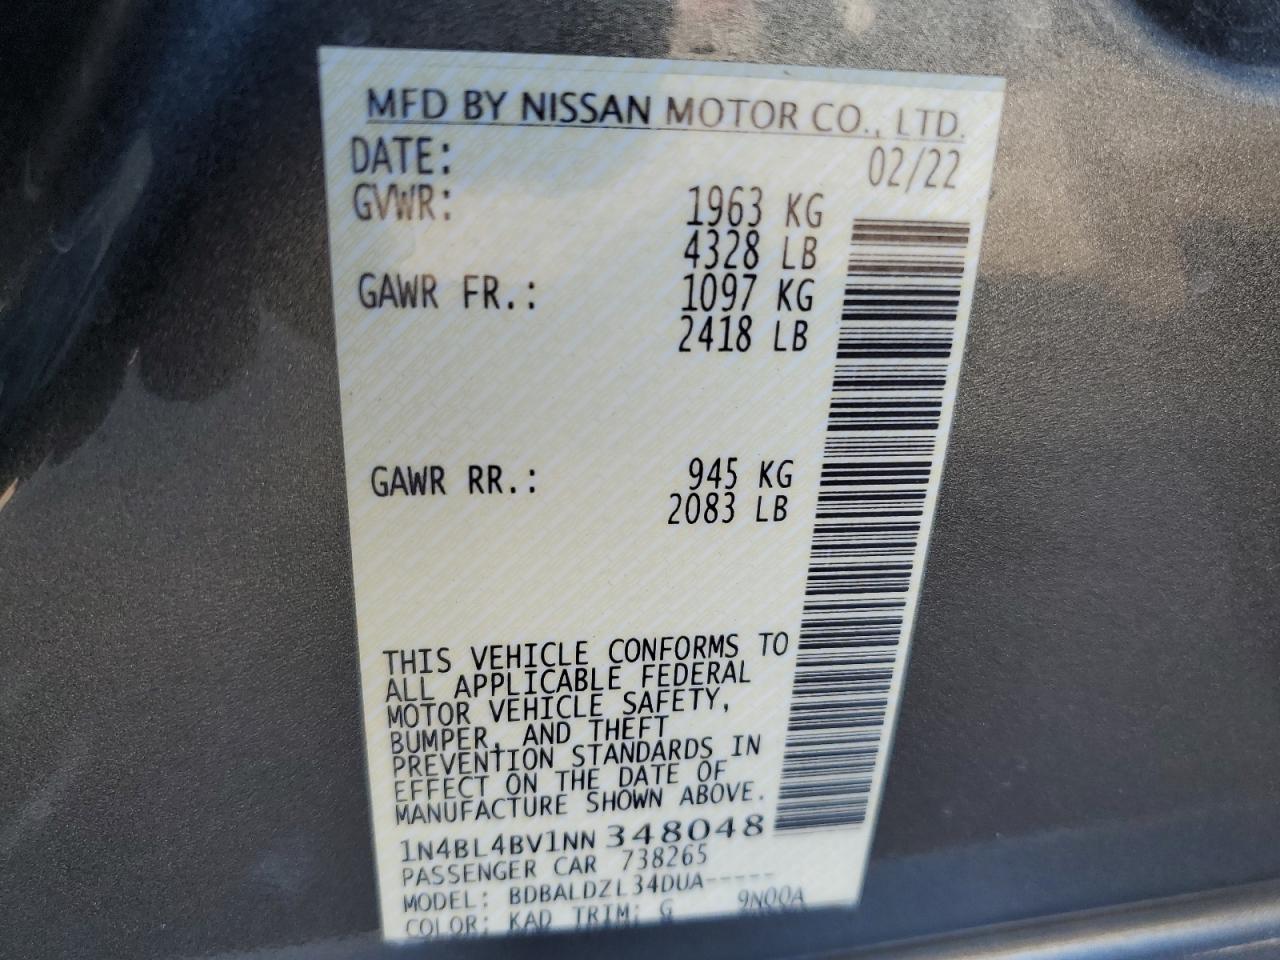 MFD BY NISSAN MOTOR CO., LTD.
DATE: 02/22
GVWR: 1963 KG
4328 LB
GAWR FR.: 1097 KG
2418 LB
GAWR RR.: 945 KG
2083 LB
THIS VEHICLE CONFORMS TO
ALL APPLICABLE FEDERAL
MOTOR VEHICLE SAFETY,
BUMPER, AND THEFT
PREVENTION STANDARDS IN
EFFECT ON THE DATE OF
MANUFACTURE SHOWN ABOVE.
1N4BL4BV1NN348048
PASSENGER CAR 738265
MODEL: BDBALDZL34DUA-----
COLOR: KAD TRIM: G 9NQQA